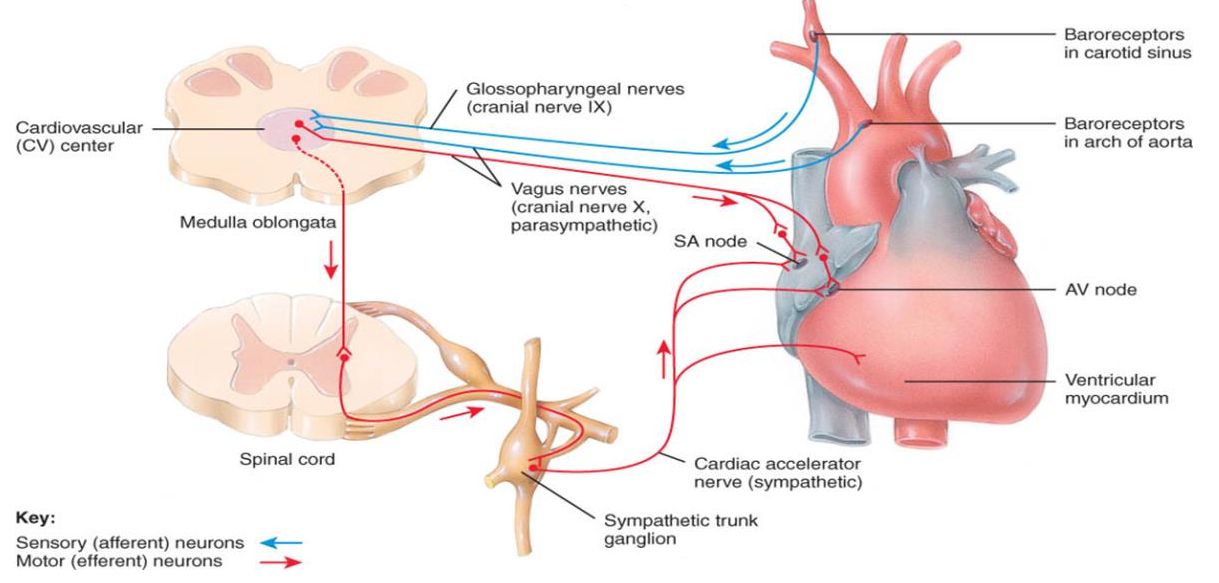 Baroreceptors
in carotid sinus
Glossopharyngeal nerves
(cranial nerve IX)
Cardiovascular
(CV) center
Baroreceptors
in arch of aorta
Vagus nerves
(cranial nerve X,
parasympathetic)
Medulla oblongata
SA node
AV node
Ventricular
myocardium
Spinal cord
Cardiac accelerator
nerve (sympathetic)
Sympathetic trunk
ganglion
Key:
Sensory (afferent) neurons
Motor (efferent) neurons